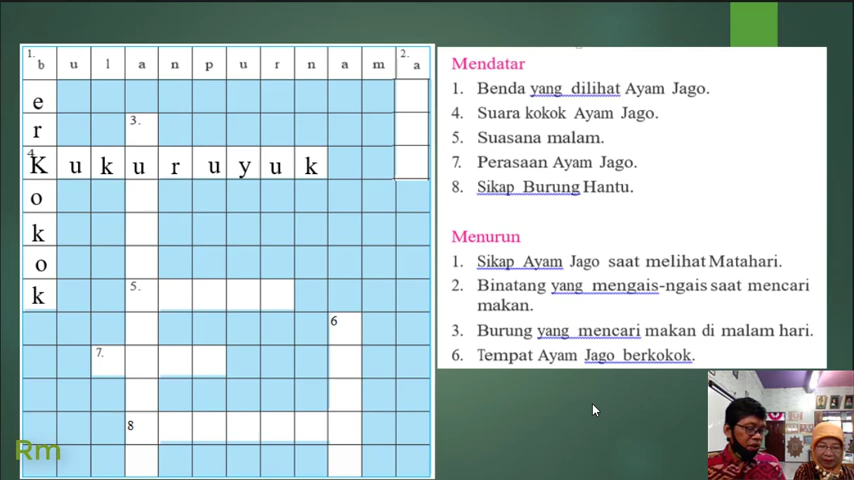 1. b u l a n p u r n a m 2. a
e
r 3.
4. K u k u r u y u k
o
k
o
k 5.
6
7.
8
Rm
Mendatar
1. Benda yang dilihat Ayam Jago.
4. Suara kokok Ayam Jago.
5. Suasana malam.
7. Perasaan Ayam Jago.
8. Sikap Burung Hantu.
Menurun
1. Sikap Ayam Jago saat melihat Matahari.
2. Binatang yang mengais-ngais saat mencari
makan.
3. Burung yang mencari makan di malam hari.
6. Tempat Ayam Jago berkokok.